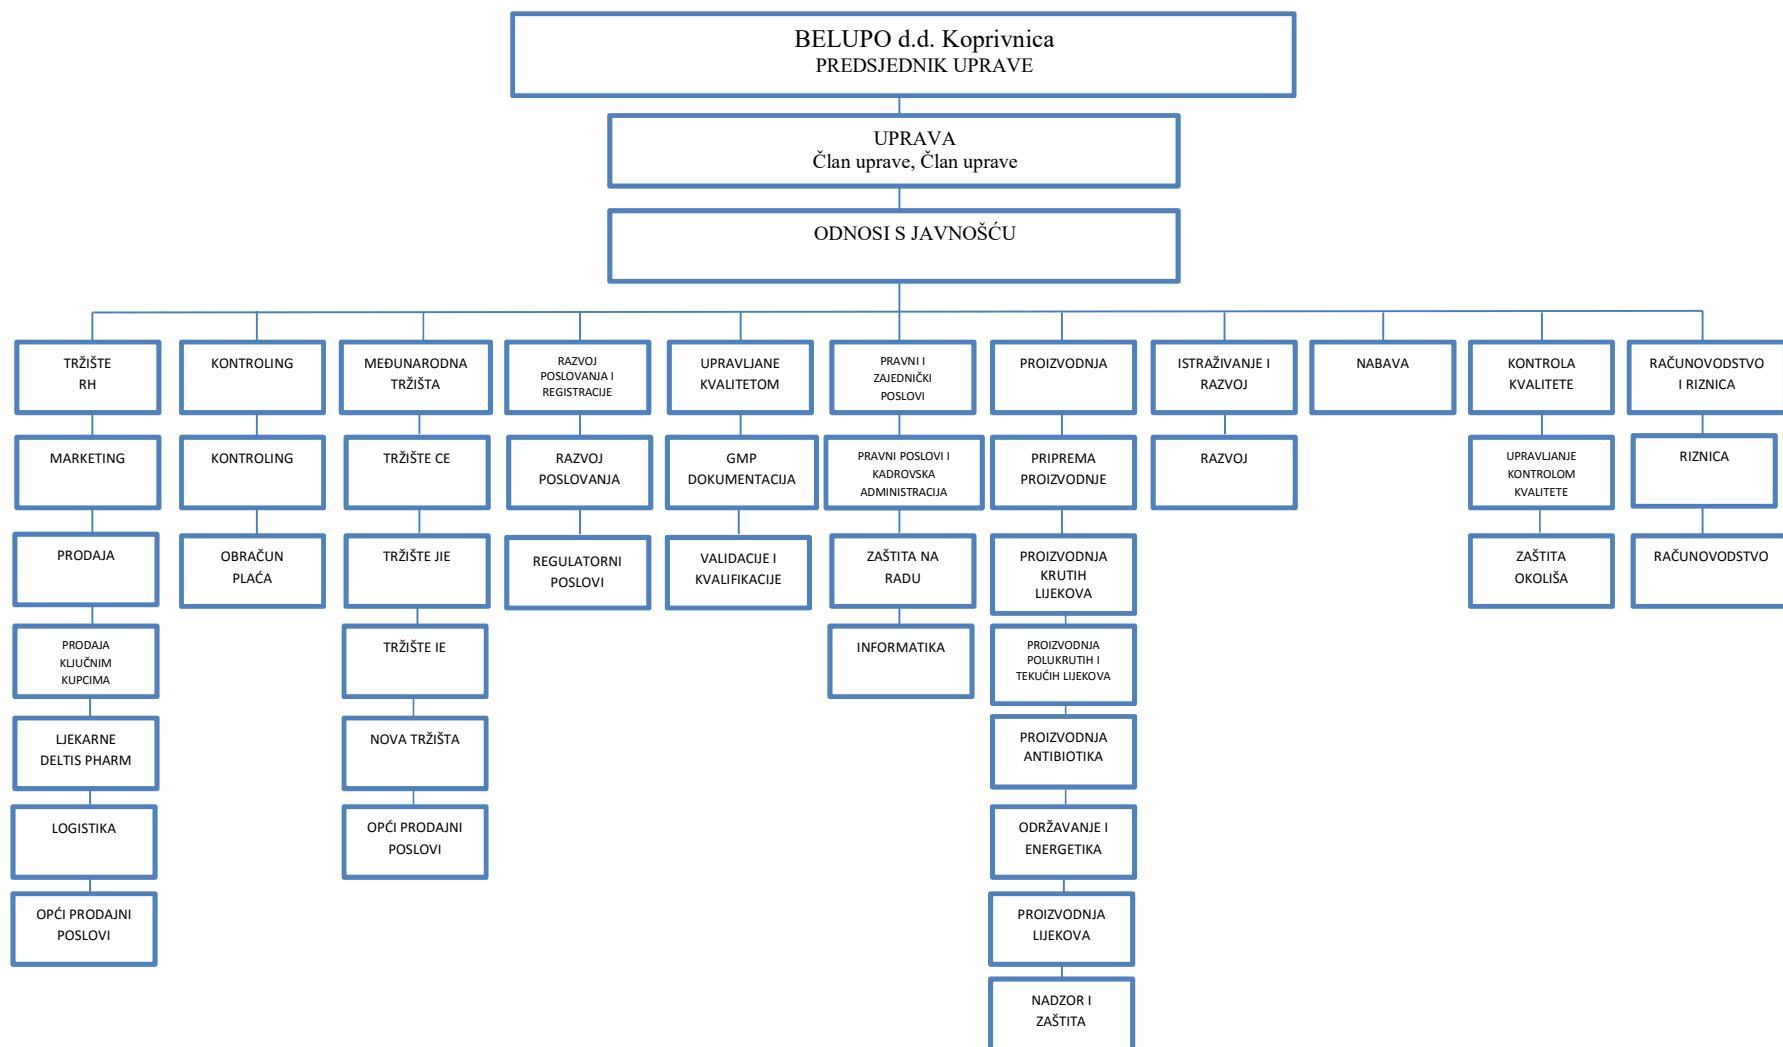 BELUPO d.d. Koprivnica
PREDSJEDNIK UPRAVE
UPRAVA
Član uprave, Član uprave
ODNOSI S JAVNOŠĆU
TRŽIŠTE
RH
KONTROLING
MEĐUNARODNA
TRŽIŠTA
RAZVOJ
POSLOVANJA I
REGISTRACIJE
UPRAVLJANE
KVALITETOM
PRAVNI I
ZAJEDNIČKI
POSLOVI
PROIZVODNJA
ISTRAŽIVANJE I
RAZVOJ
NABAVA
KONTROLA
KVALITETE
RAČUNOVODSTVO
I RIZNICA
MARKETING
KONTROLING
TRŽIŠTE CE
RAZVOJ
POSLOVANJA
GMP
DOKUMENTACIJA
PRAVNI POSLOVI I
KADROVSKA
ADMINISTRACIJA
PRIPREMA
PROIZVODNJE
RAZVOJ
UPRAVLJANJE
KONTROLOM
KVALITETE
RIZNICA
PRODAJA
OBRAČUN
PLAĆA
TRŽIŠTE JIE
REGULATORNI
POSLOVI
VALIDACIJE I
KVALIFIKACIJE
ZAŠTITA NA
RADU
PROIZVODNJA
KRUTIH
LIJEKOVA
ZAŠTITA
OKOLIŠA
RAČUNOVODSTVO
PRODAJA
KLJUČNIM
KUPCIMA
TRŽIŠTE IE
INFORMATIKA
PROIZVODNJA
POLUKRUTIH I
TEKUĆIH LIJEKOVA
LJEKARNE
DELTIS PHARM
NOVA TRŽIŠTA
PROIZVODNJA
ANTIBIOTIKA
LOGISTIKA
OPĆI PRODAJNI
POSLOVI
ODRŽAVANJE I
ENERGETIKA
OPĆI PRODAJNI
POSLOVI
PROIZVODNJA
LIJEKOVA
NADZOR I
ZAŠTITA